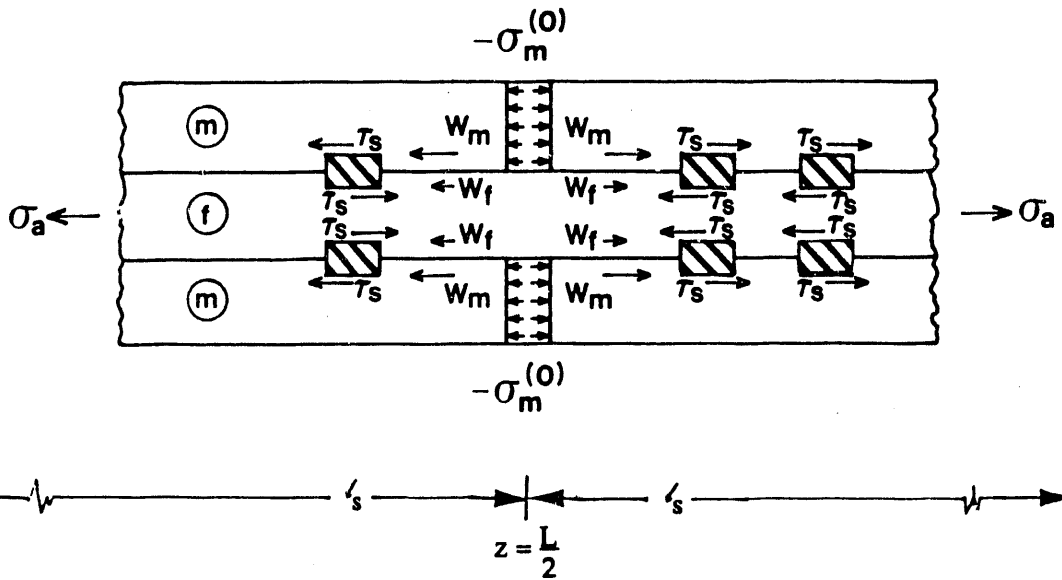 −σm(0)
m
τs Wm Wm τs τs
τs Wf Wf τs τs
σa f σa
τs Wf Wf τs τs
m
τs Wm Wm τs τs
−σm(0)
ℓs ℓs
z = L/2